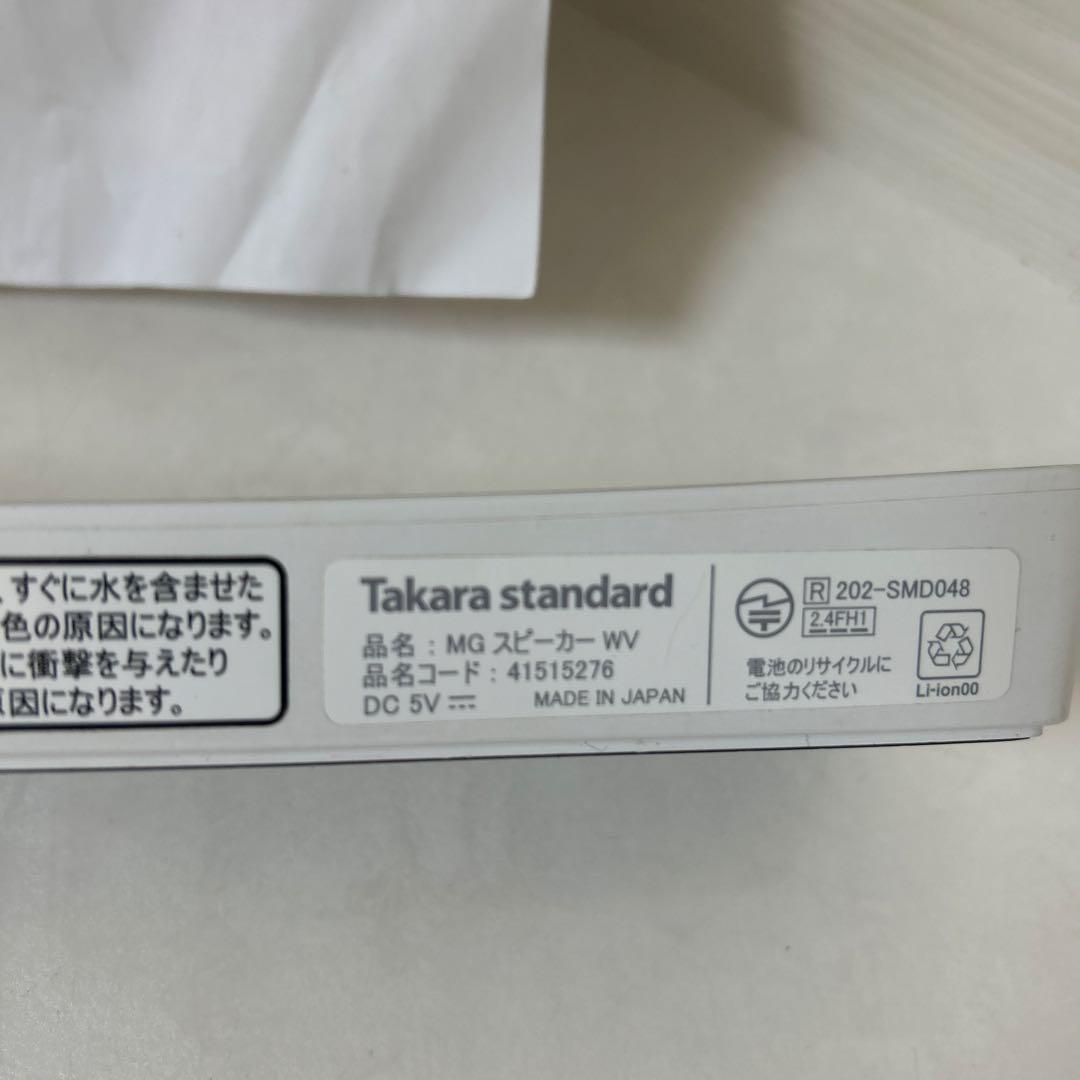 、すぐに水を含ませた
色の原因になります。
に衝撃を与えたり
原因になります。
Takara standard
品名 : MG スピーカー WV
品名コード : 41515276
DC 5V
MADE IN JAPAN
R 202-SMD048
2.4FH1
電池のリサイクルに
ご協力ください
Li-ion00